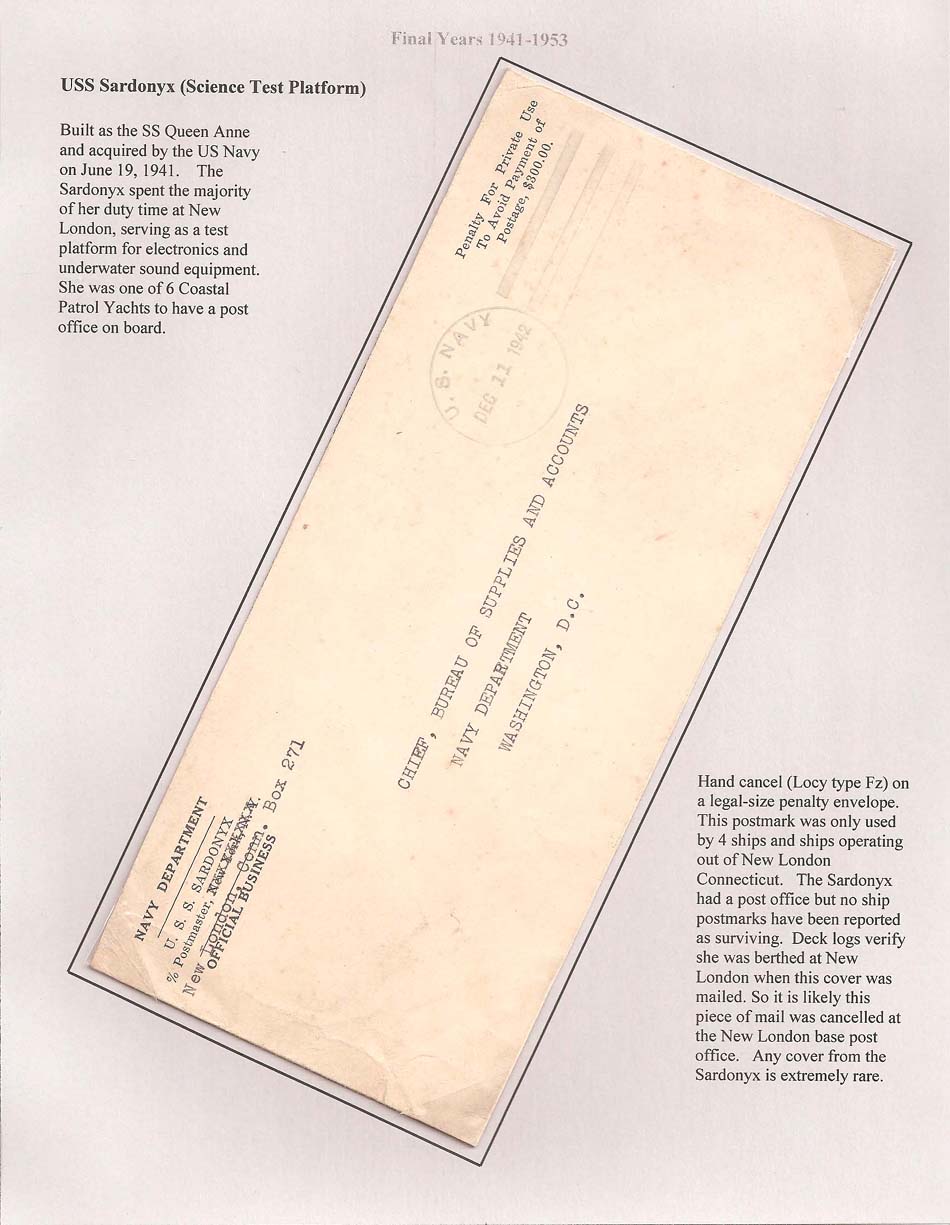 Final Years 1941-1953
USS Sardonyx (Science Test Platform)
Built as the SS Queen Anne
and acquired by the US Navy
on June 19, 1941. The
Sardonyx spent the majority
of her duty time at New
London, serving as a test
platform for electronics and
underwater sound equipment.
She was one of 6 Coastal
Patrol Yachts to have a post
office on board.
Penalty For Private Use
To Avoid Payment of
Postage, $300.00.
U.S. NAVY
DEC 11 1942
CHIEF, BUREAU OF SUPPLIES AND ACCOUNTS
NAVY DEPARTMENT
WASHINGTON, D.C.
NAVY DEPARTMENT
U. S. S. SARDONYX
% Postmaster, New York, N.Y.
New London, Conn. Box 271
OFFICIAL BUSINESS
Hand cancel (Locy type Fz) on
a legal-size penalty envelope.
This postmark was only used
by 4 ships and ships operating
out of New London
Connecticut. The Sardonyx
had a post office but no ship
postmarks have been reported
as surviving. Deck logs verify
she was berthed at New
London when this cover was
mailed. So it is likely this
piece of mail was cancelled at
the New London base post
office. Any cover from the
Sardonyx is extremely rare.